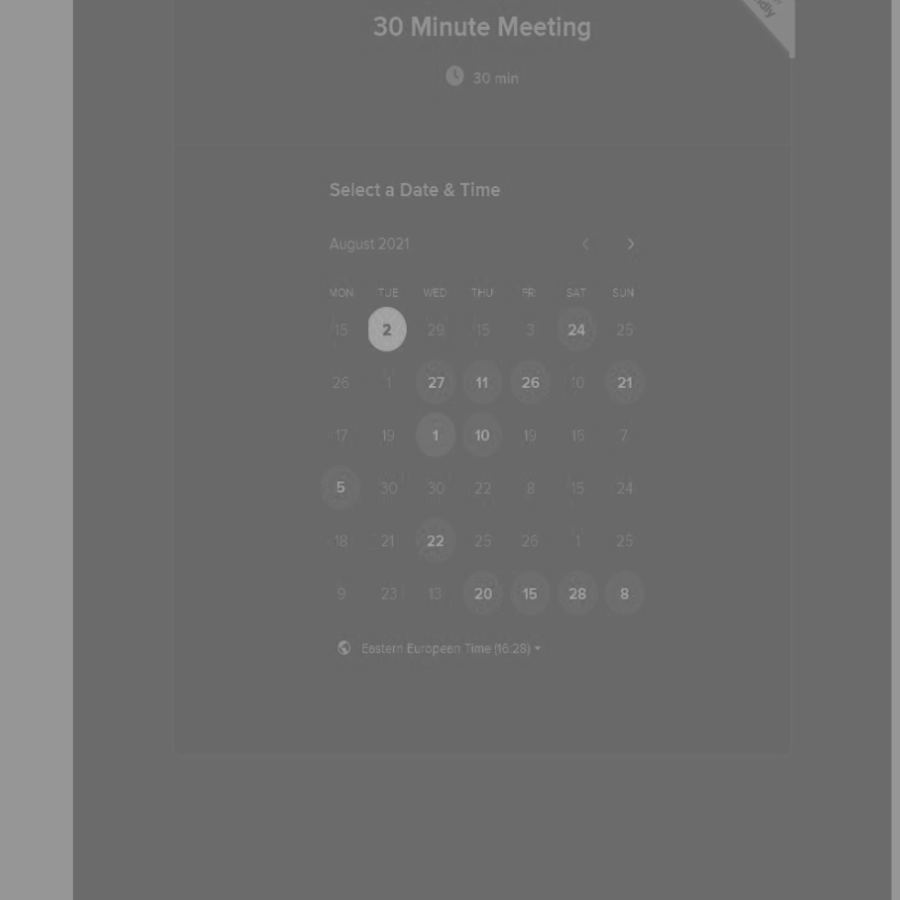 30 Minute Meeting
30 min
Select a Date & Time
August 2021
MON TUE WED THU FRI SAT SUN
15 2 29 15 3 24 25
26 1 27 11 26 10 21
17 19 1 10 19 15 7
5 30 30 22 8 15 24
18 21 22 25 26 1 25
9 23 13 20 15 28 8
Eastern European Time (16:28)